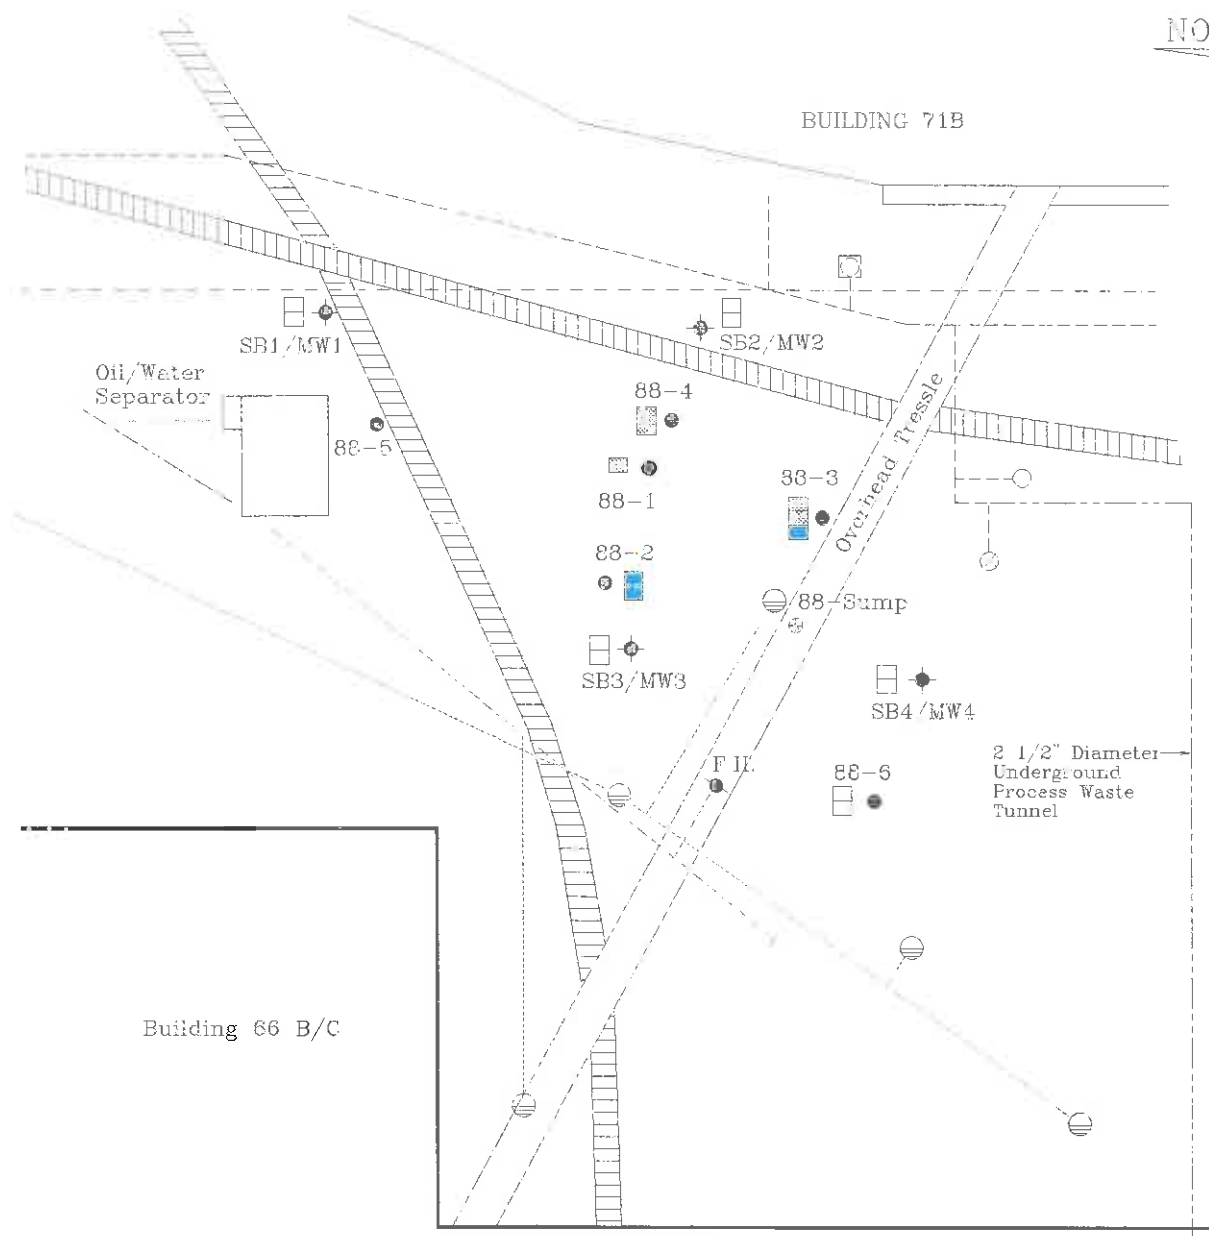 NO
BUILDING 71B
SB1/MW1
SB2/MW2
Oil/Water
Separator
88-4
88-5
88-1
88-3
Overhead Tressle
88-2
88-Sump
SB3/MW3
SB4/MW4
F.H.
88-6
2 1/2" Diameter
Underground
Process Waste
Tunnel
Building 66 B/C